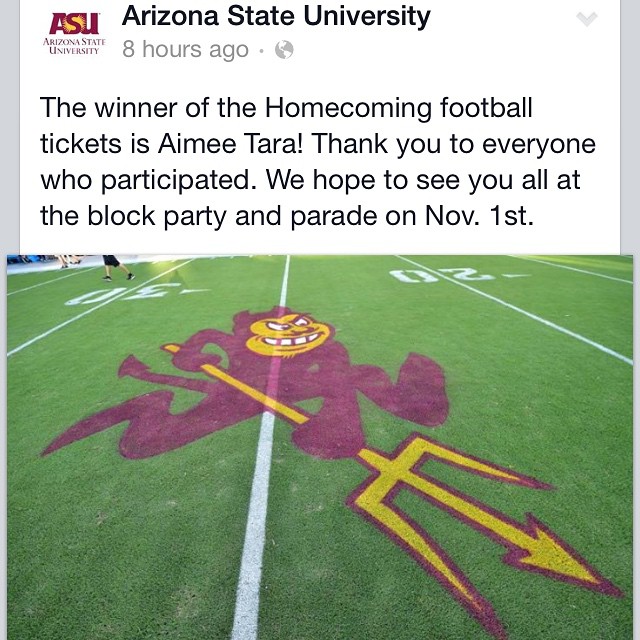 ASU
ARIZONA STATE
UNIVERSITY
Arizona State University
8 hours ago ·
The winner of the Homecoming football
tickets is Aimee Tara! Thank you to everyone
who participated. We hope to see you all at
the block party and parade on Nov. 1st.
30
20